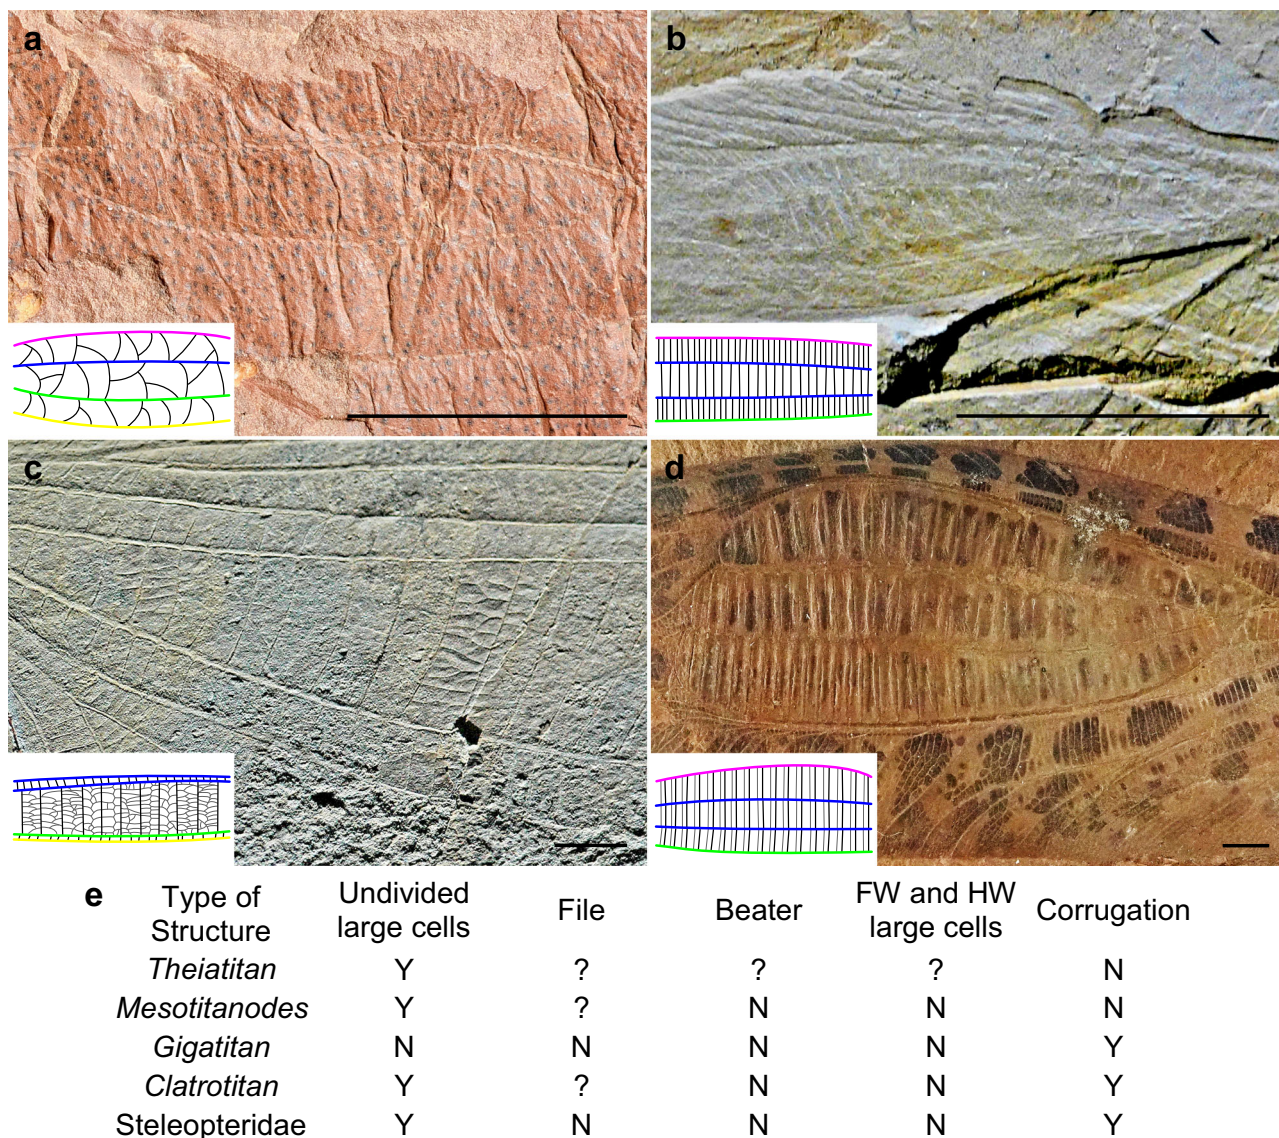 a
b
c
d
e
Type of Structure Undivided large cells File Beater FW and HW large cells Corrugation
Theiatitan Y ? ? ? N
Mesotitanodes Y ? N N N
Gigatitan N N N N Y
Clatrotitan Y ? N N Y
Steleopteridae Y N N N Y